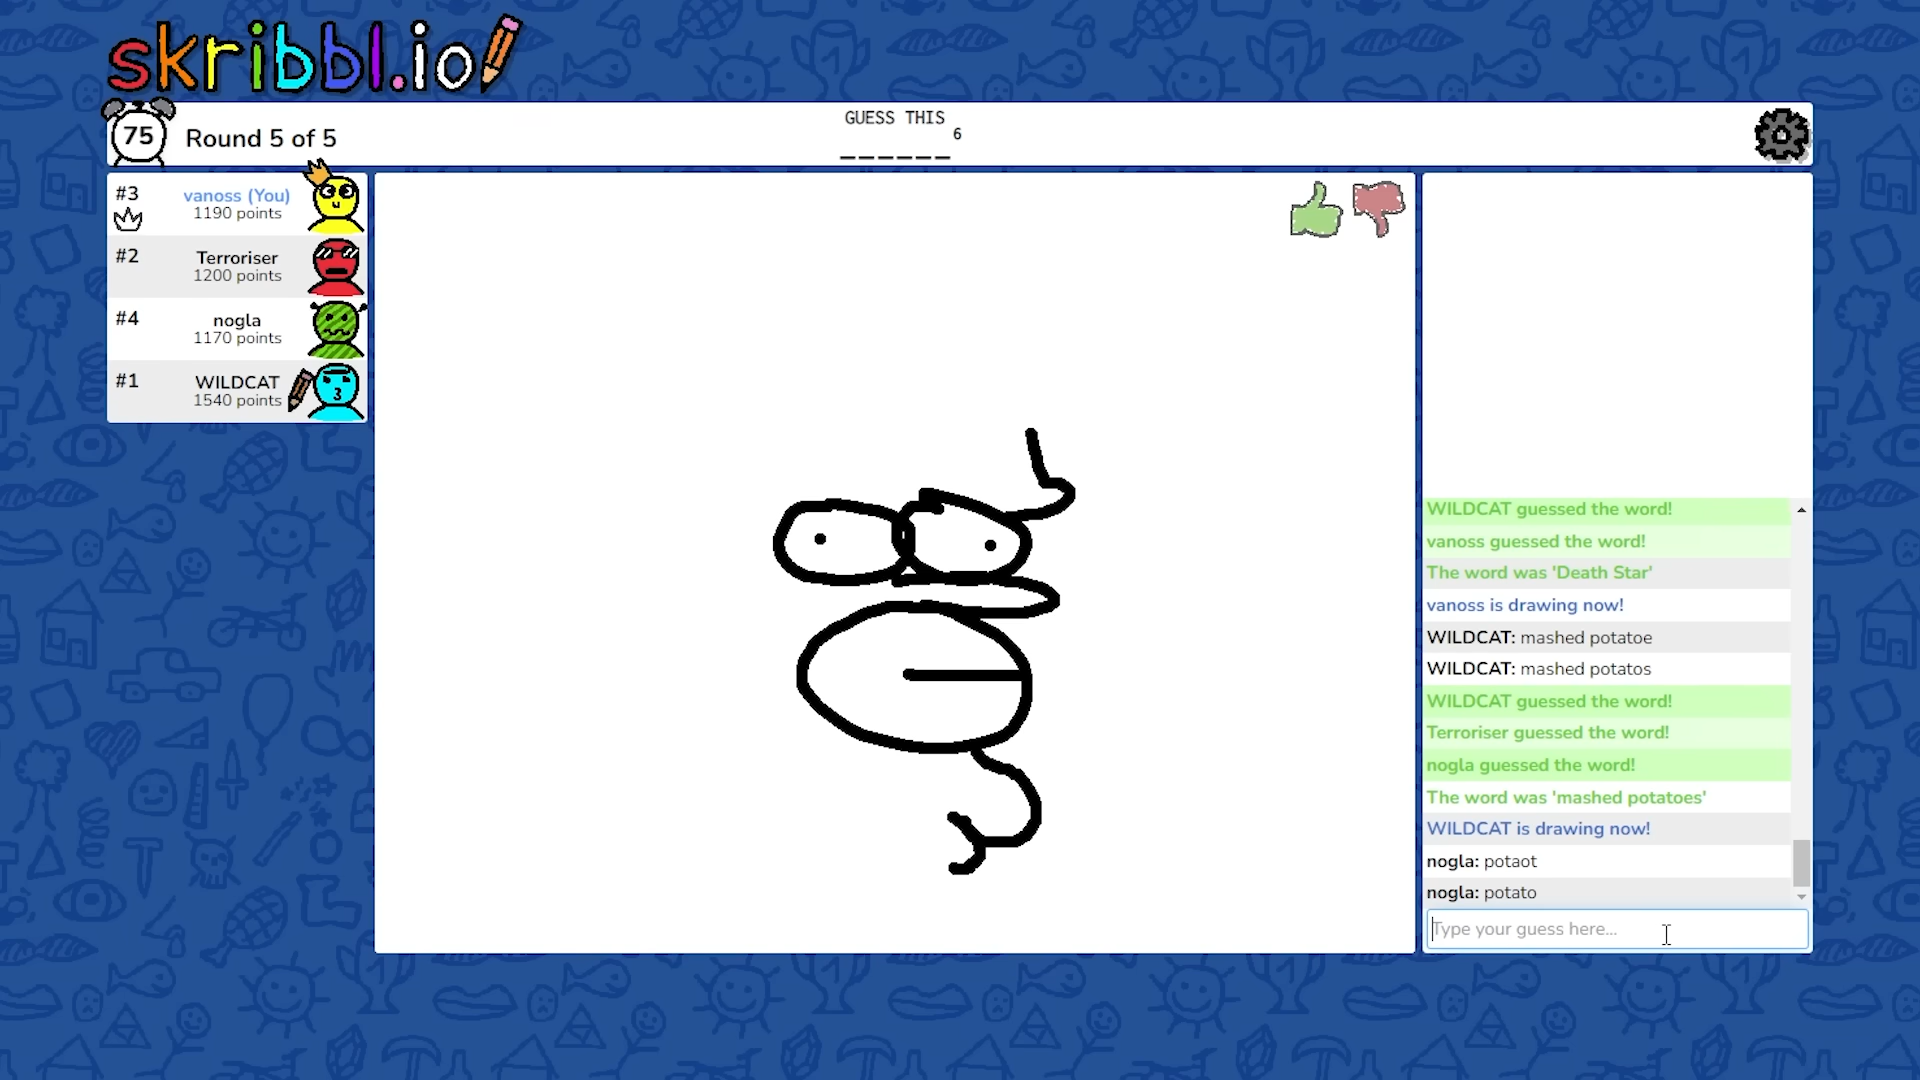 skribbl.io
75
Round 5 of 5
GUESS THIS
______ 6
#3
vanoss (You)
1190 points
#2
Terroriser
1200 points
#4
nogla
1170 points
#1
WILDCAT
1540 points
WILDCAT guessed the word!
vanoss guessed the word!
The word was 'Death Star'
vanoss is drawing now!
WILDCAT: mashed potatoe
WILDCAT: mashed potatos
WILDCAT guessed the word!
Terroriser guessed the word!
nogla guessed the word!
The word was 'mashed potatoes'
WILDCAT is drawing now!
nogla: potaot
nogla: potato
Type your guess here...